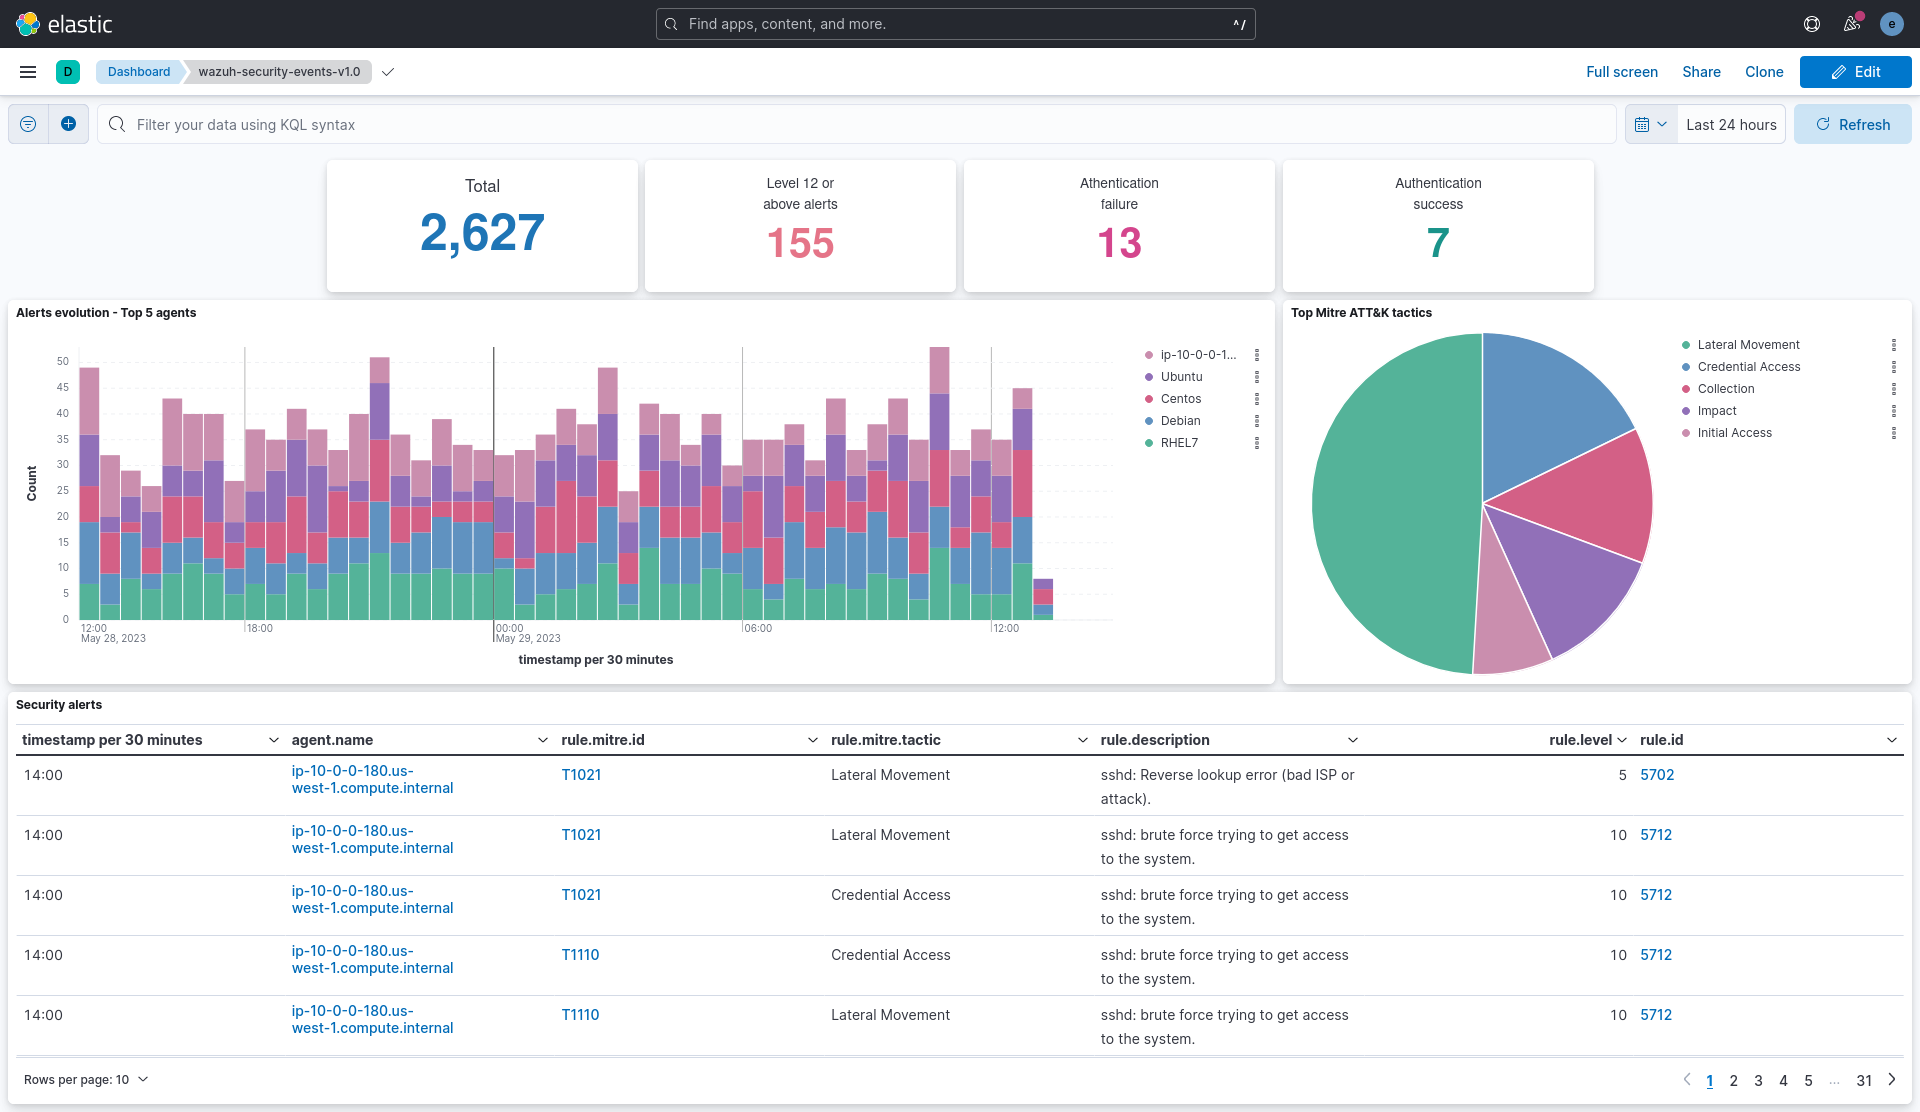 elastic
Find apps, content, and more.
^/
e
D
Dashboard
wazuh-security-events-v1.0
Full screen
Share
Clone
Edit
Filter your data using KQL syntax
Last 24 hours
Refresh
Total
2,627
Level 12 or
above alerts
155
Athentication
failure
13
Authentication
success
7
Alerts evolution - Top 5 agents
Count
50
45
40
35
30
25
20
15
10
5
0
12:00
May 28, 2023
18:00
00:00
May 29, 2023
06:00
12:00
timestamp per 30 minutes
ip-10-0-0-1...
Ubuntu
Centos
Debian
RHEL7
Top Mitre ATT&K tactics
Lateral Movement
Credential Access
Collection
Impact
Initial Access
Security alerts
timestamp per 30 minutes agent.name rule.mitre.id rule.mitre.tactic rule.description rule.level rule.id
14:00 ip-10-0-0-180.us-
west-1.compute.internal T1021 Lateral Movement sshd: Reverse lookup error (bad ISP or
attack). 5 5702
14:00 ip-10-0-0-180.us-
west-1.compute.internal T1021 Lateral Movement sshd: brute force trying to get access
to the system. 10 5712
14:00 ip-10-0-0-180.us-
west-1.compute.internal T1021 Credential Access sshd: brute force trying to get access
to the system. 10 5712
14:00 ip-10-0-0-180.us-
west-1.compute.internal T1110 Credential Access sshd: brute force trying to get access
to the system. 10 5712
14:00 ip-10-0-0-180.us-
west-1.compute.internal T1110 Lateral Movement sshd: brute force trying to get access
to the system. 10 5712
Rows per page: 10
1 2 3 4 5 ... 31